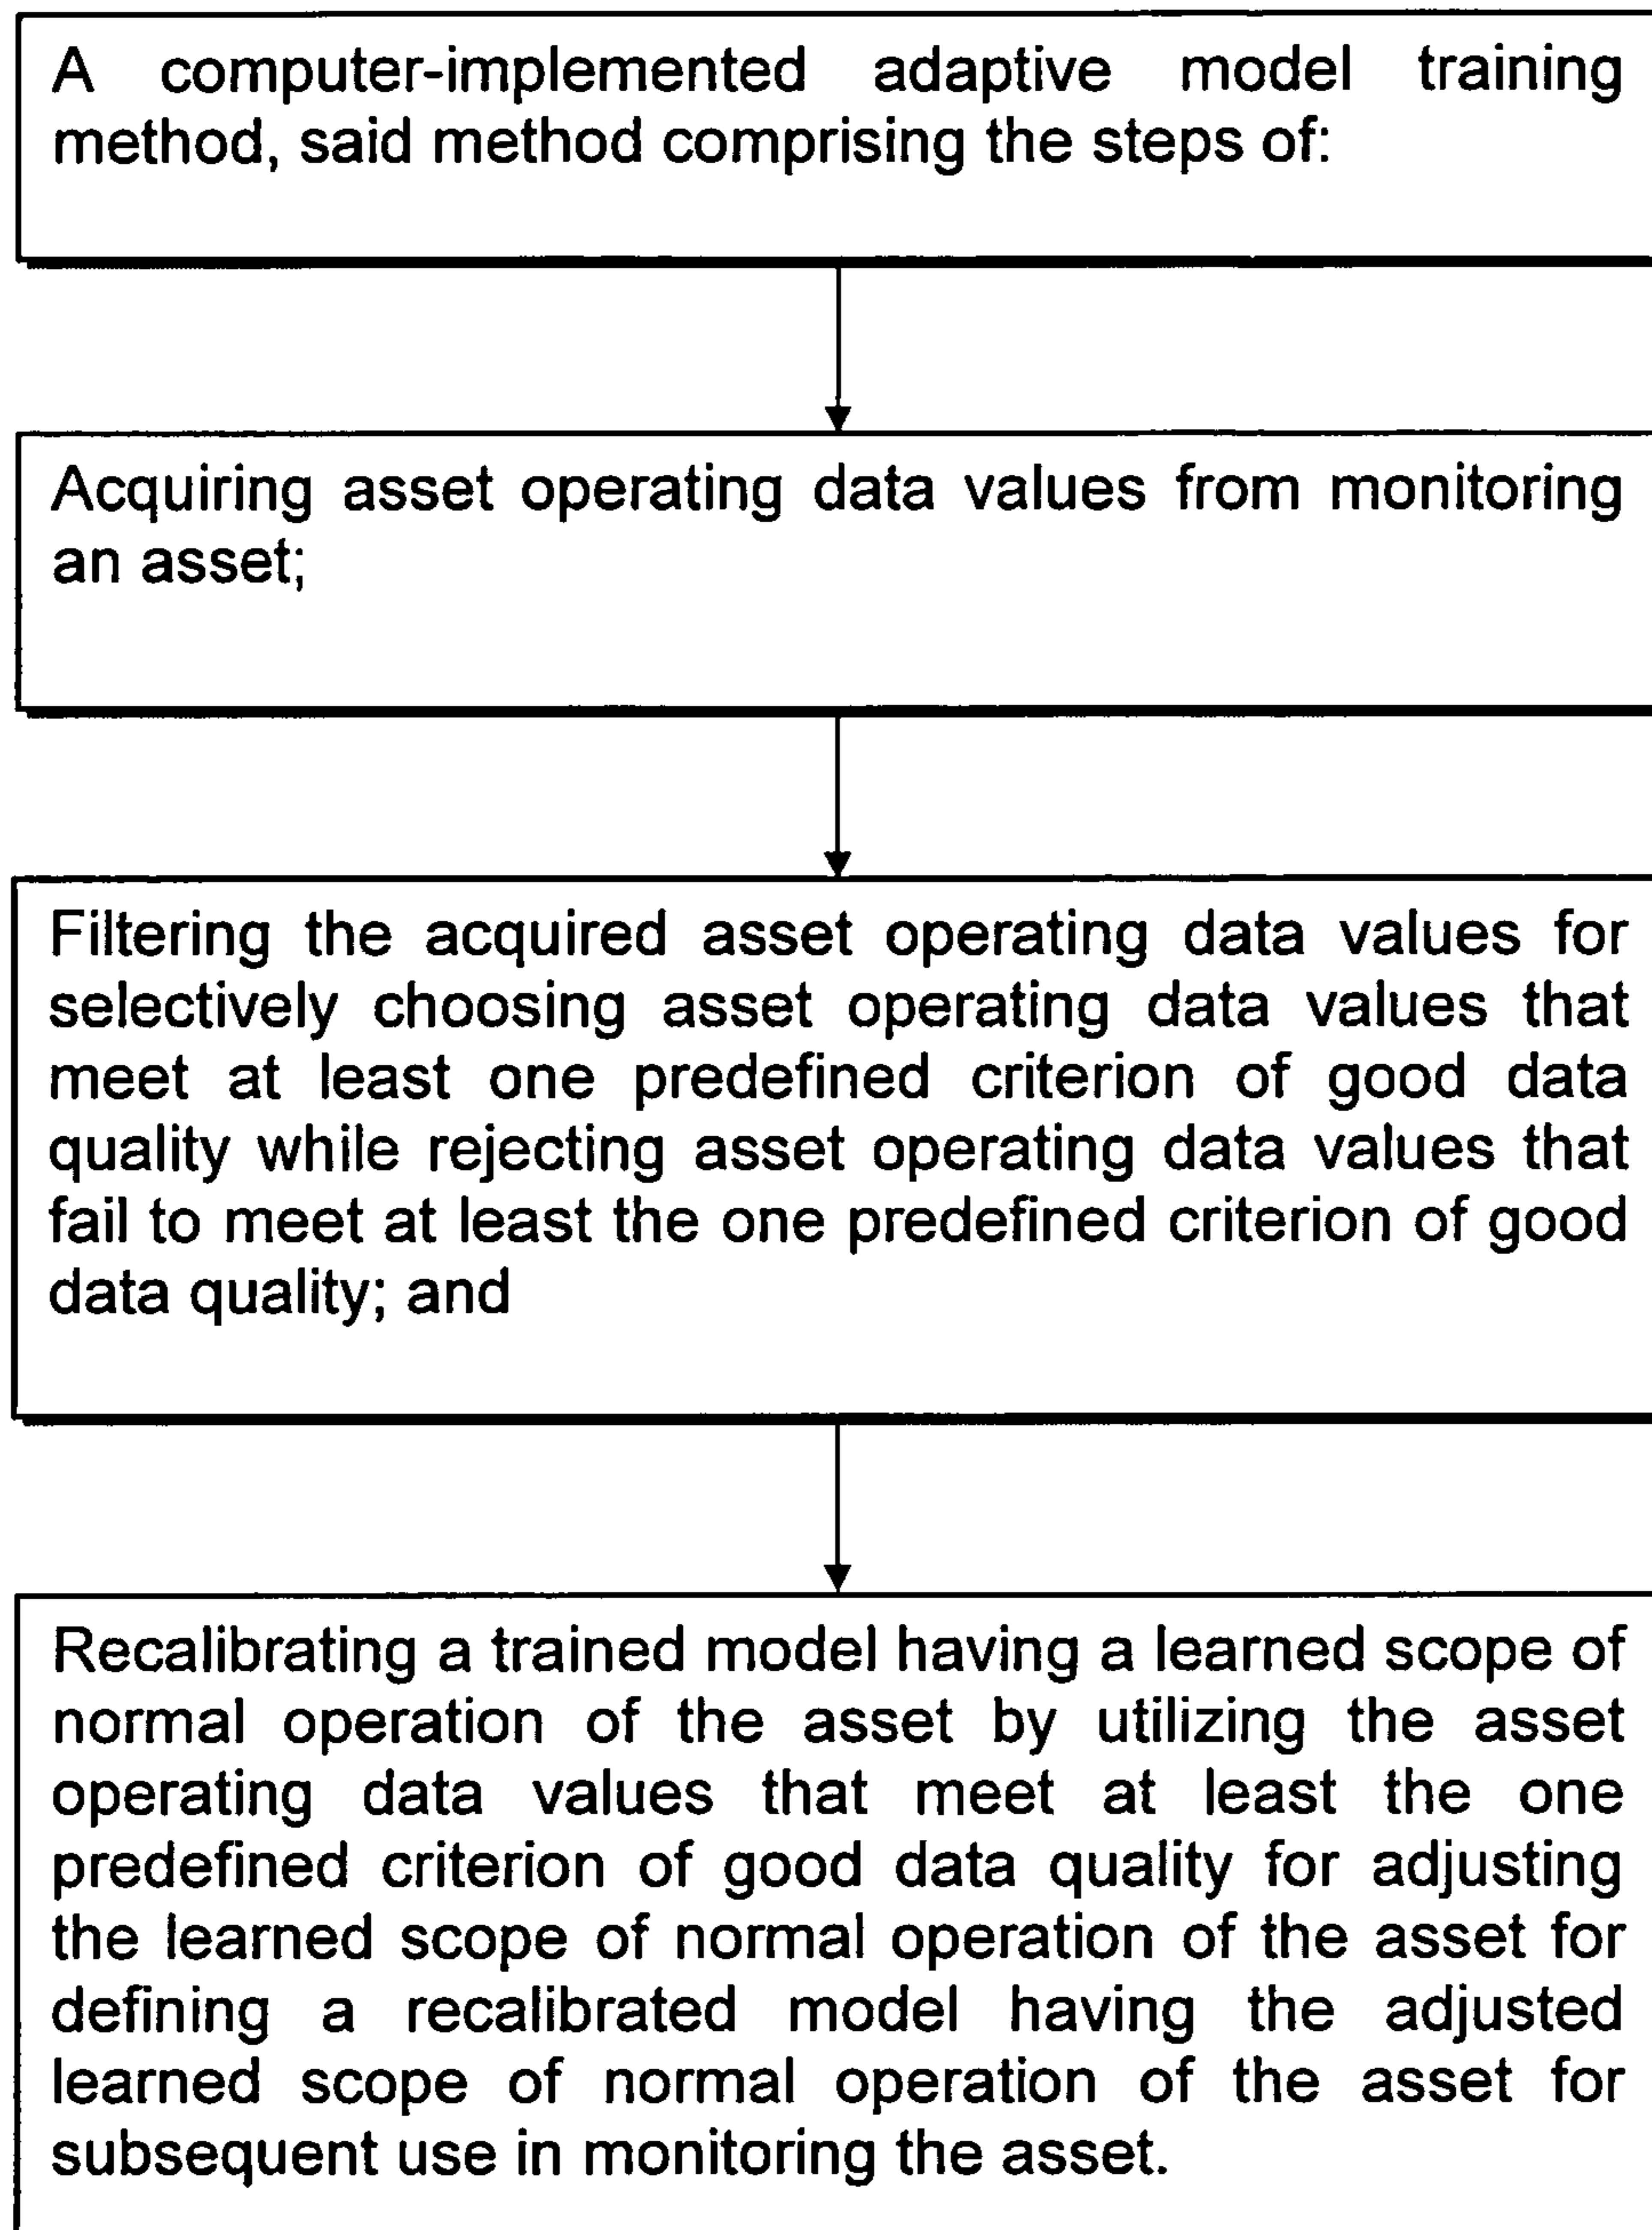 A computer-implemented adaptive model training
method, said method comprising the steps of:
Acquiring asset operating data values from monitoring
an asset;
Filtering the acquired asset operating data values for
selectively choosing asset operating data values that
meet at least one predefined criterion of good data
quality while rejecting asset operating data values that
fail to meet at least the one predefined criterion of good
data quality; and
Recalibrating a trained model having a learned scope of
normal operation of the asset by utilizing the asset
operating data values that meet at least the one
predefined criterion of good data quality for adjusting
the learned scope of normal operation of the asset for
defining a recalibrated model having the adjusted
learned scope of normal operation of the asset for
subsequent use in monitoring the asset.